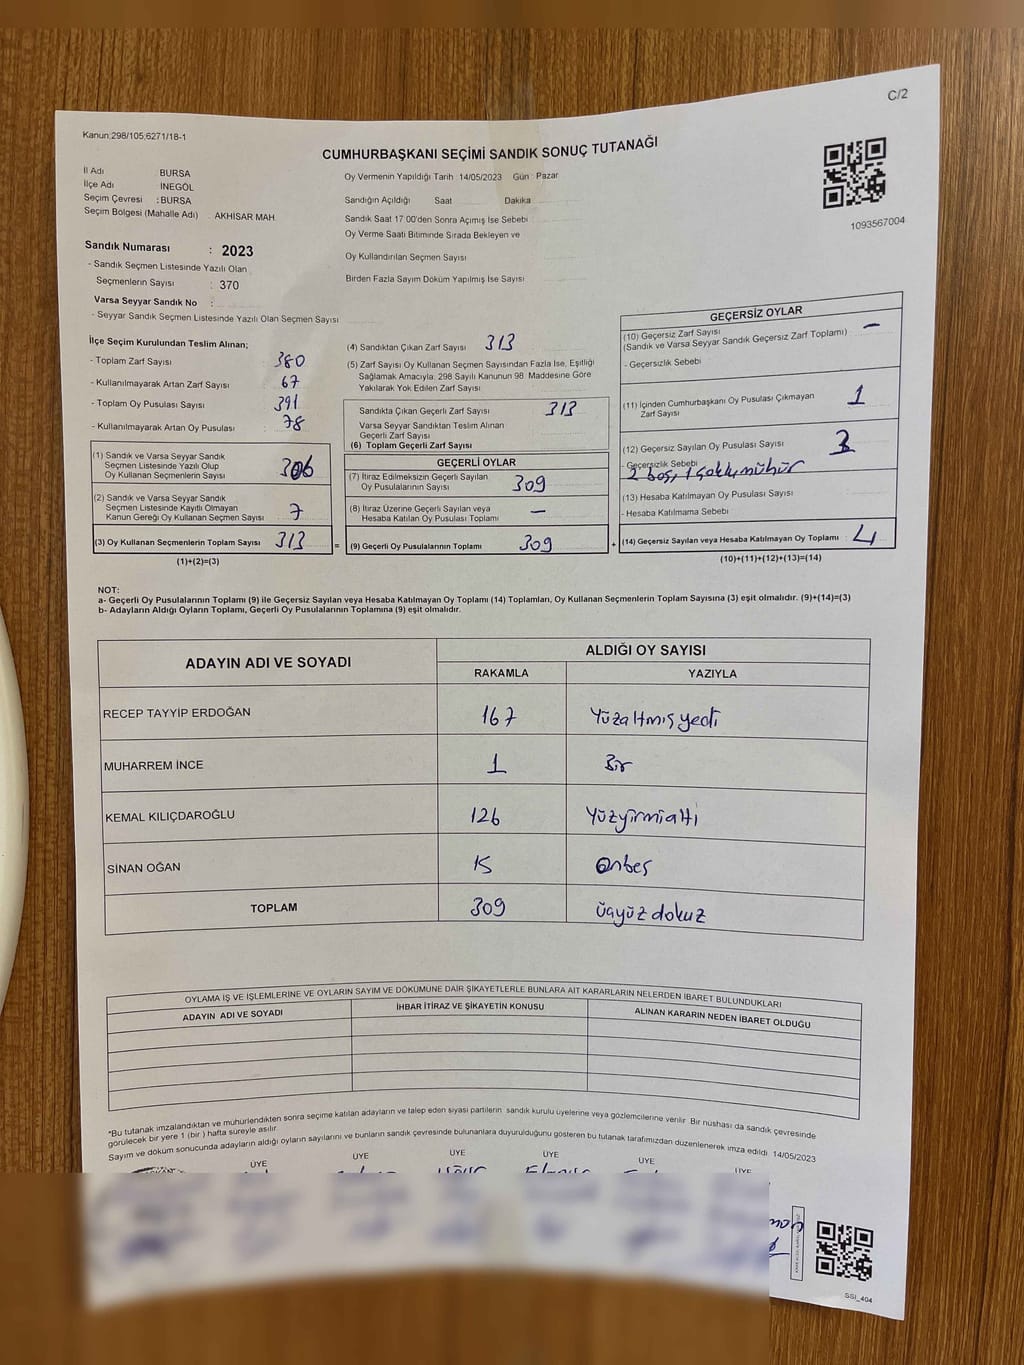 C/2
Kanun:298/105;6271/18-1
CUMHURBAŞKANI SEÇİMİ SANDIK SONUÇ TUTANAĞI
İl Adı : BURSA
İlçe Adı : İNEGÖL
Seçim Çevresi : BURSA
Seçim Bölgesi (Mahalle Adı) : AKHİSAR MAH.
Oy Vermenin Yapıldığı Tarih : 14/05/2023 Gün : Pazar
Sandığın Açıldığı Saat Dakika
Sandık Saat 17:00'den Sonra Açımış İse Sebebi
Oy Verme Saati Bitiminde Sırada Bekleyen ve
Oy Kullandırılan Seçmen Sayısı
Birden Fazla Sayım Döküm Yapılmış İse Sayısı
1093567004
Sandık Numarası : 2023
- Sandık Seçmen Listesinde Yazılı Olan
Seçmenlerin Sayısı : 370
Varsa Seyyar Sandık No :
- Seyyar Sandık Seçmen Listesinde Yazılı Olan Seçmen Sayısı
İlçe Seçim Kurulundan Teslim Alınan;
- Toplam Zarf Sayısı 380
- Kullanılmayarak Artan Zarf Sayısı 67
- Toplam Oy Pusulası Sayısı 391
- Kullanılmayarak Artan Oy Pusulası 78
(1) Sandık ve Varsa Seyyar Sandık
Seçmen Listesinde Yazılı Olup
Oy Kullanan Seçmenlerin Sayısı 306
(2) Sandık ve Varsa Seyyar Sandık
Seçmen Listesinde Kayıtlı Olmayan
Kanun Gereği Oy Kullanan Seçmen Sayısı 7
(3) Oy Kullanan Seçmenlerin Toplam Sayısı 313
(1)+(2)=(3)
(4) Sandıktan Çıkan Zarf Sayısı 313
(5) Zarf Sayısı Oy Kullanan Seçmen Sayısından Fazla İse, Eşitliği
Sağlamak Amacıyla; 298 Sayılı Kanunun 98. Maddesine Göre
Yakılarak Yok Edilen Zarf Sayısı
Sandıkta Çıkan Geçerli Zarf Sayısı 313
Varsa Seyyar Sandıktan Teslim Alınan
Geçerli Zarf Sayısı
(6) Toplam Geçerli Zarf Sayısı
GEÇERLİ OYLAR
(7) İtiraz Edilmeksizin Geçerli Sayılan
Oy Pusulalarının Sayısı 309
(8) İtiraz Üzerine Geçerli Sayılan veya
Hesaba Katılan Oy Pusulası Toplamı —
= (9) Geçerli Oy Pusulalarının Toplamı 309
GEÇERSİZ OYLAR
(10) Geçersiz Zarf Sayısı
(Sandık ve Varsa Seyyar Sandık Geçersiz Zarf Toplamı) —
- Geçersizlik Sebebi
(11) İçinden Cumhurbaşkanı Oy Pusulası Çıkmayan
Zarf Sayısı 1
(12) Geçersiz Sayılan Oy Pusulası Sayısı 3
- Geçersizlik Sebebi
2 boş, 1 çoklu mühür
(13) Hesaba Katılmayan Oy Pusulası Sayısı
- Hesaba Katılmama Sebebi
+ (14) Geçersiz Sayılan veya Hesaba Katılmayan Oy Toplamı : 4
(10)+(11)+(12)+(13)=(14)
NOT:
a- Geçerli Oy Pusulalarının Toplamı (9) ile Geçersiz Sayılan veya Hesaba Katılmayan Oy Toplamı (14) Toplamları, Oy Kullanan Seçmenlerin Toplam Sayısına (3) eşit olmalıdır. (9)+(14)=(3)
b- Adayların Aldığı Oyların Toplamı, Geçerli Oy Pusulalarının Toplamına (9) eşit olmalıdır.
ADAYIN ADI VE SOYADI
ALDIĞI OY SAYISI
RAKAMLA YAZIYLA
RECEP TAYYİP ERDOĞAN 167 Yüzaltmışyedi
MUHARREM İNCE 1 Bir
KEMAL KILIÇDAROĞLU 126 Yüzyirmialtı
SİNAN OĞAN 15 Onbeş
TOPLAM 309 üçyüz dokuz
OYLAMA İŞ VE İŞLEMLERİNE VE OYLARIN SAYIM VE DÖKÜMÜNE DAİR ŞİKAYETLERLE BUNLARA AİT KARARLARIN NELERDEN İBARET BULUNDUKLARI
ADAYIN ADI VE SOYADI İHBAR İTİRAZ VE ŞİKAYETİN KONUSU ALINAN KARARIN NEDEN İBARET OLDUĞU
*Bu tutanak imzalandıktan ve mühürlendikten sonra seçime katılan adayların ve talep eden siyasi partilerin sandık kurulu üyelerine veya gözlemcilerine verilir. Bir nüshası da sandık çevresinde
görülecek bir yere 1 (bir ) hafta süreyle asılır.
Sayım ve döküm sonucunda adayların aldığı oyların sayılarını ve bunların sandık çevresinde bulunanlara duyurulduğunu gösteren bu tutanak tarafımızdan düzenlenerek imza edildi. 14/05/2023
ÜYE ÜYE ÜYE ÜYE ÜYE ÜYE
SSI_404